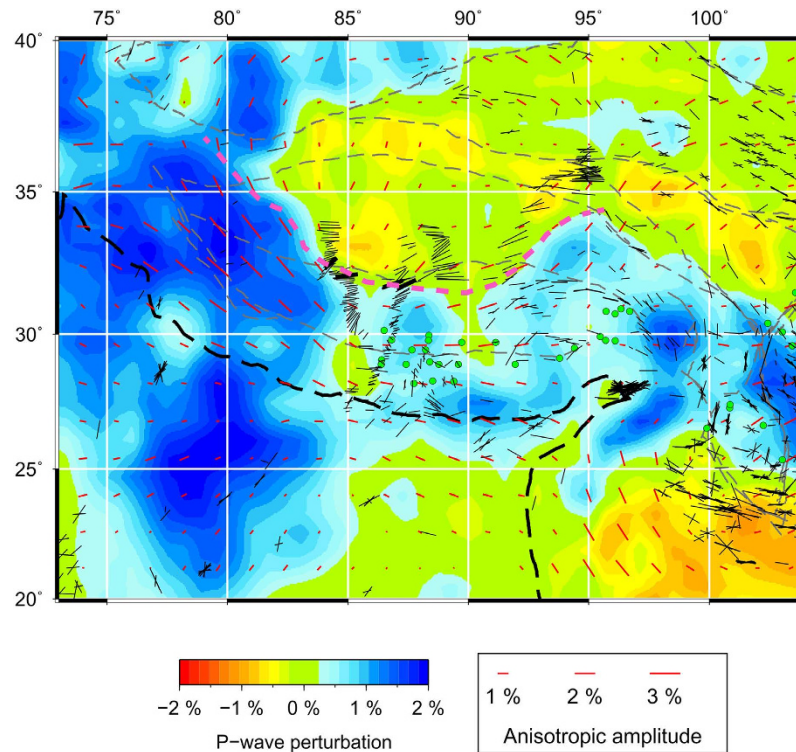 75° 80° 85° 90° 95° 100°
40°
35°
30°
25°
20°
−2 % −1 % 0 % 1 % 2 %
P−wave perturbation
1 % 2 % 3 %
Anisotropic amplitude